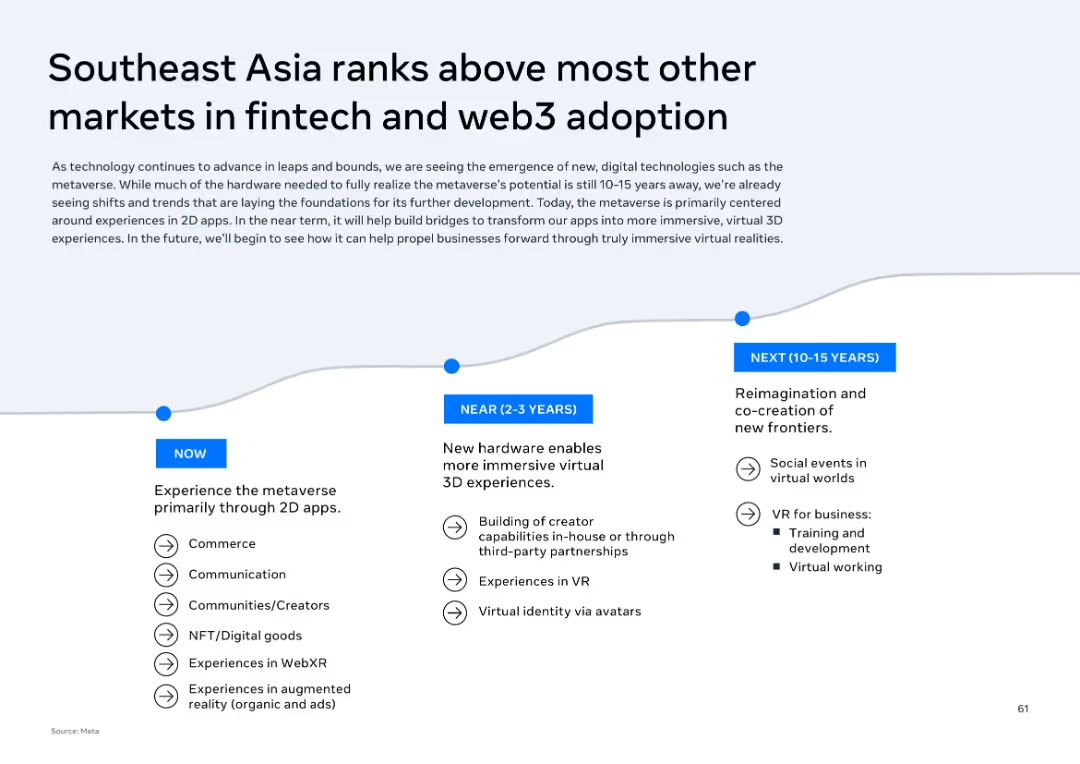 Southeast Asia ranks above most other
markets in fintech and web3 adoption
As technology continues to advance in leaps and bounds, we are seeing the emergence of new, digital technologies such as the
metaverse. While much of the hardware needed to fully realize the metaverse's potential is still 10-15 years away, we're already
seeing shifts and trends that are laying the foundations for its further development. Today, the metaverse is primarily centered
around experiences in 2D apps. In the near term, it will help build bridges to transform our apps into more immersive, virtual 3D
experiences. In the future, we'll begin to see how it can help propel businesses forward through truly immersive virtual realities.
NOW
Experience the metaverse
primarily through 2D apps.
Commerce
Communication
Communities/Creators
NFT/Digital goods
Experiences in WebXR
Experiences in augmented
reality (organic and ads)
NEAR (2-3 YEARS)
New hardware enables
more immersive virtual
3D experiences.
Building of creator
capabilities in-house or through
third-party partnerships
Experiences in VR
Virtual identity via avatars
NEXT (10-15 YEARS)
Reimagination and
co-creation of
new frontiers.
Social events in
virtual worlds
VR for business:
Training and
development
Virtual working
61
Source: Meta